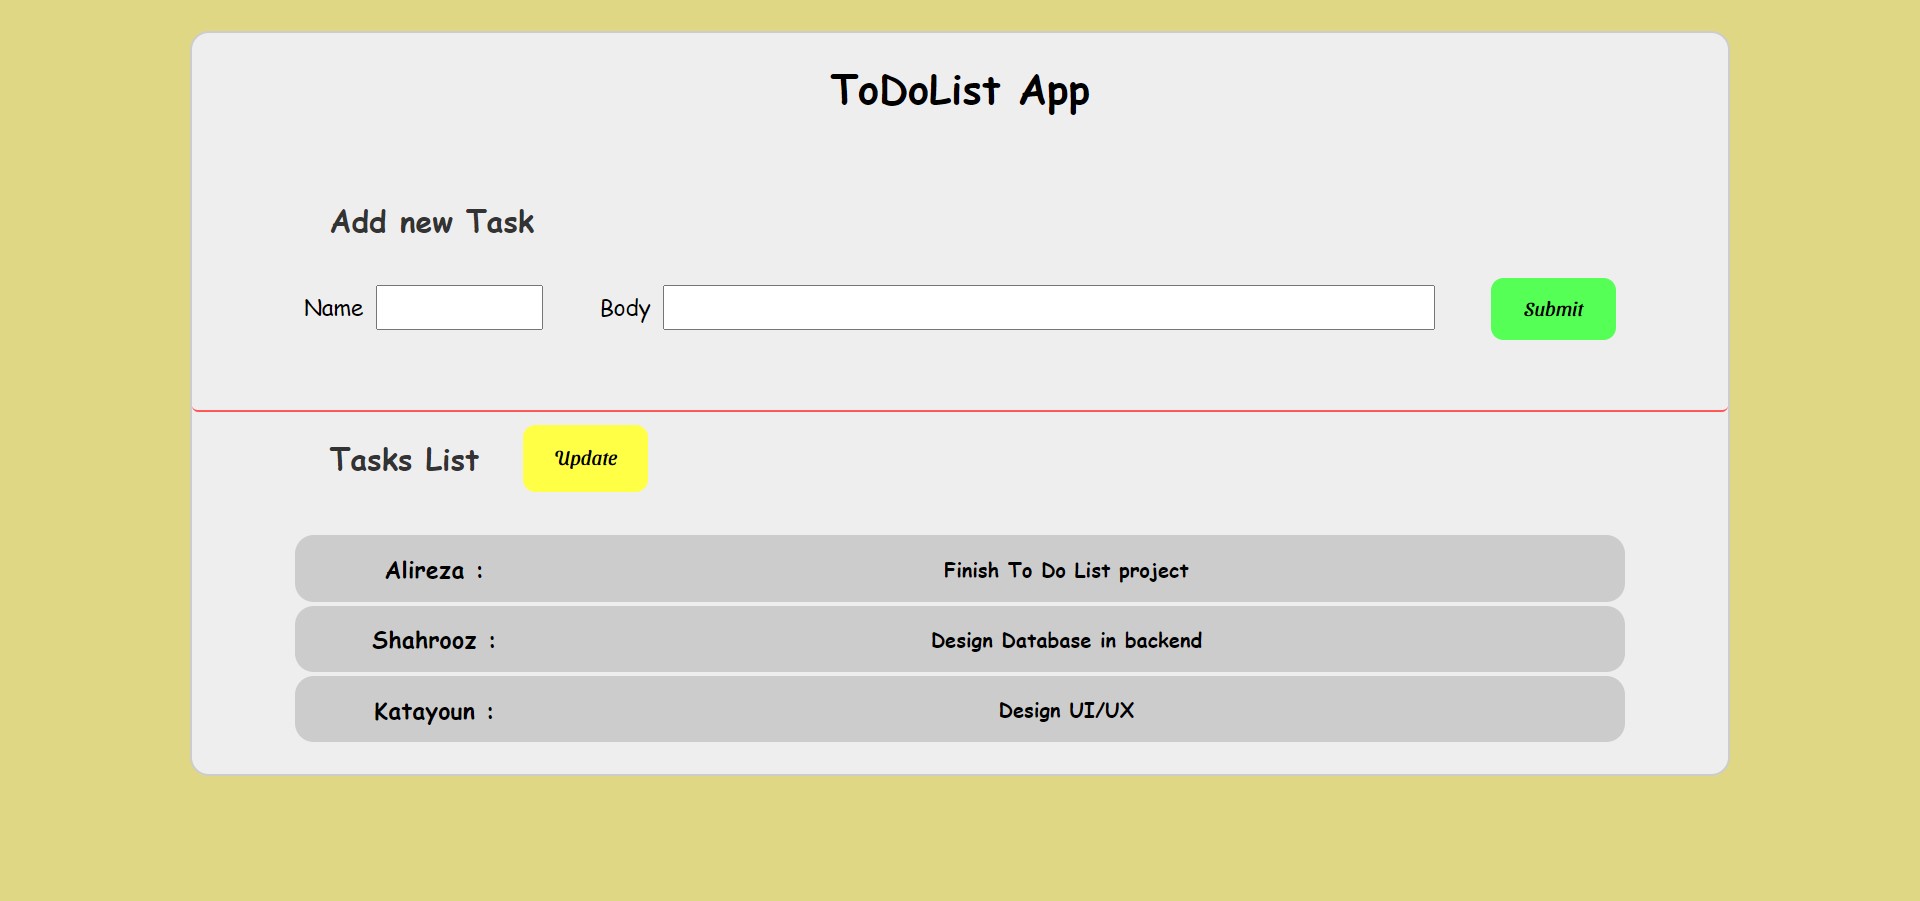 ToDoList App
Add new Task
Name Body Submit
Tasks List Update
Alireza : Finish To Do List project
Shahrooz : Design Database in backend
Katayoun : Design UI/UX